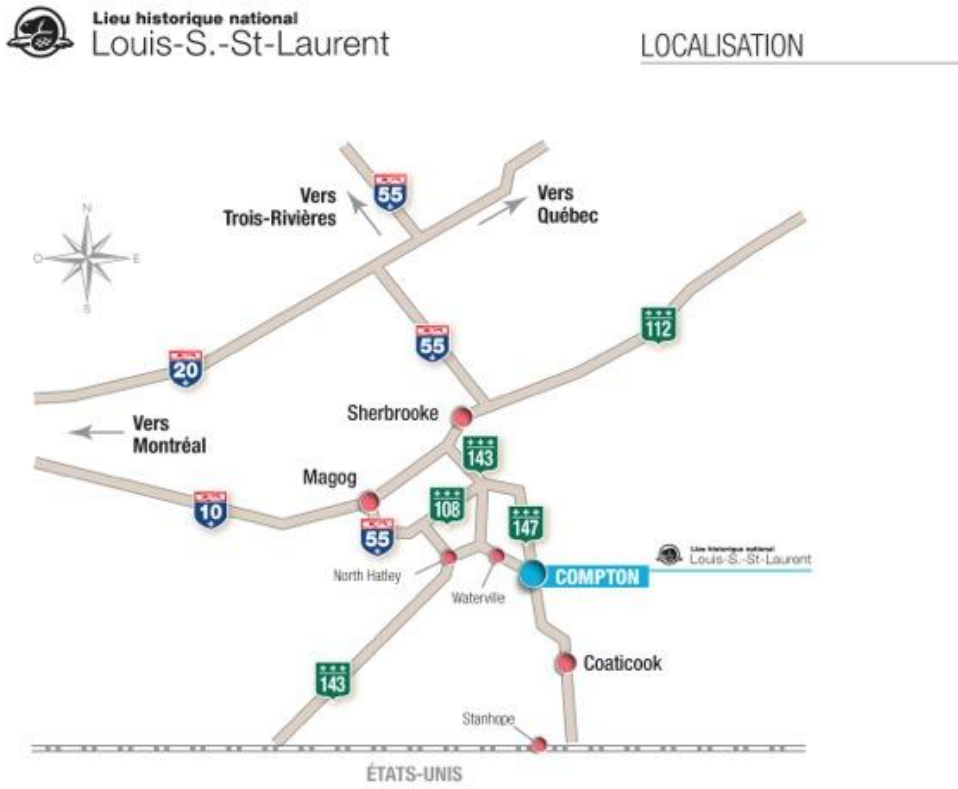 Lieu historique national
Louis-S.-St-Laurent
LOCALISATION
55
Vers
Trois-Rivières
Vers
Québec
N
O
E
S
112
55
20
Sherbrooke
Vers
Montréal
143
Magog
108
10
147
55
Lieu historique national
Louis-S.-St-Laurent
North Hatley
COMPTON
Waterville
Coaticook
143
Stanhope
ÉTATS-UNIS